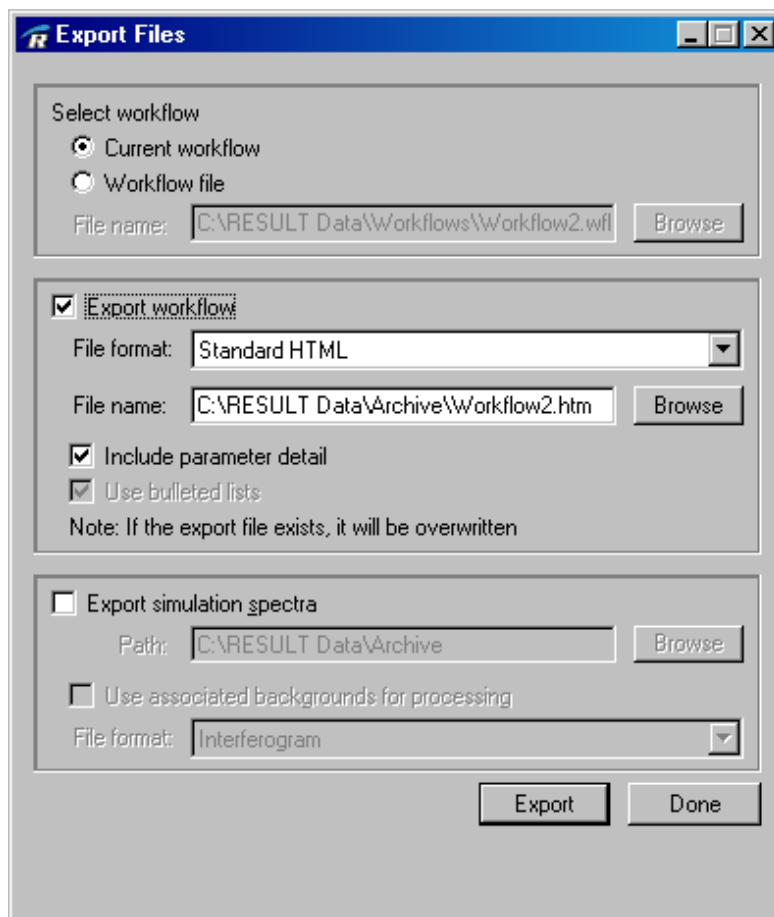 Export Files
Select workflow
Current workflow
Workflow file
File name: C:\RESULT Data\Workflows\Workflow2.wfl Browse
Export workflow
File format: Standard HTML
File name: C:\RESULT Data\Archive\Workflow2.htm Browse
Include parameter detail
Use bulleted lists
Note: If the export file exists, it will be overwritten
Export simulation spectra
Path: C:\RESULT Data\Archive Browse
Use associated backgrounds for processing
File format: Interferogram
Export Done